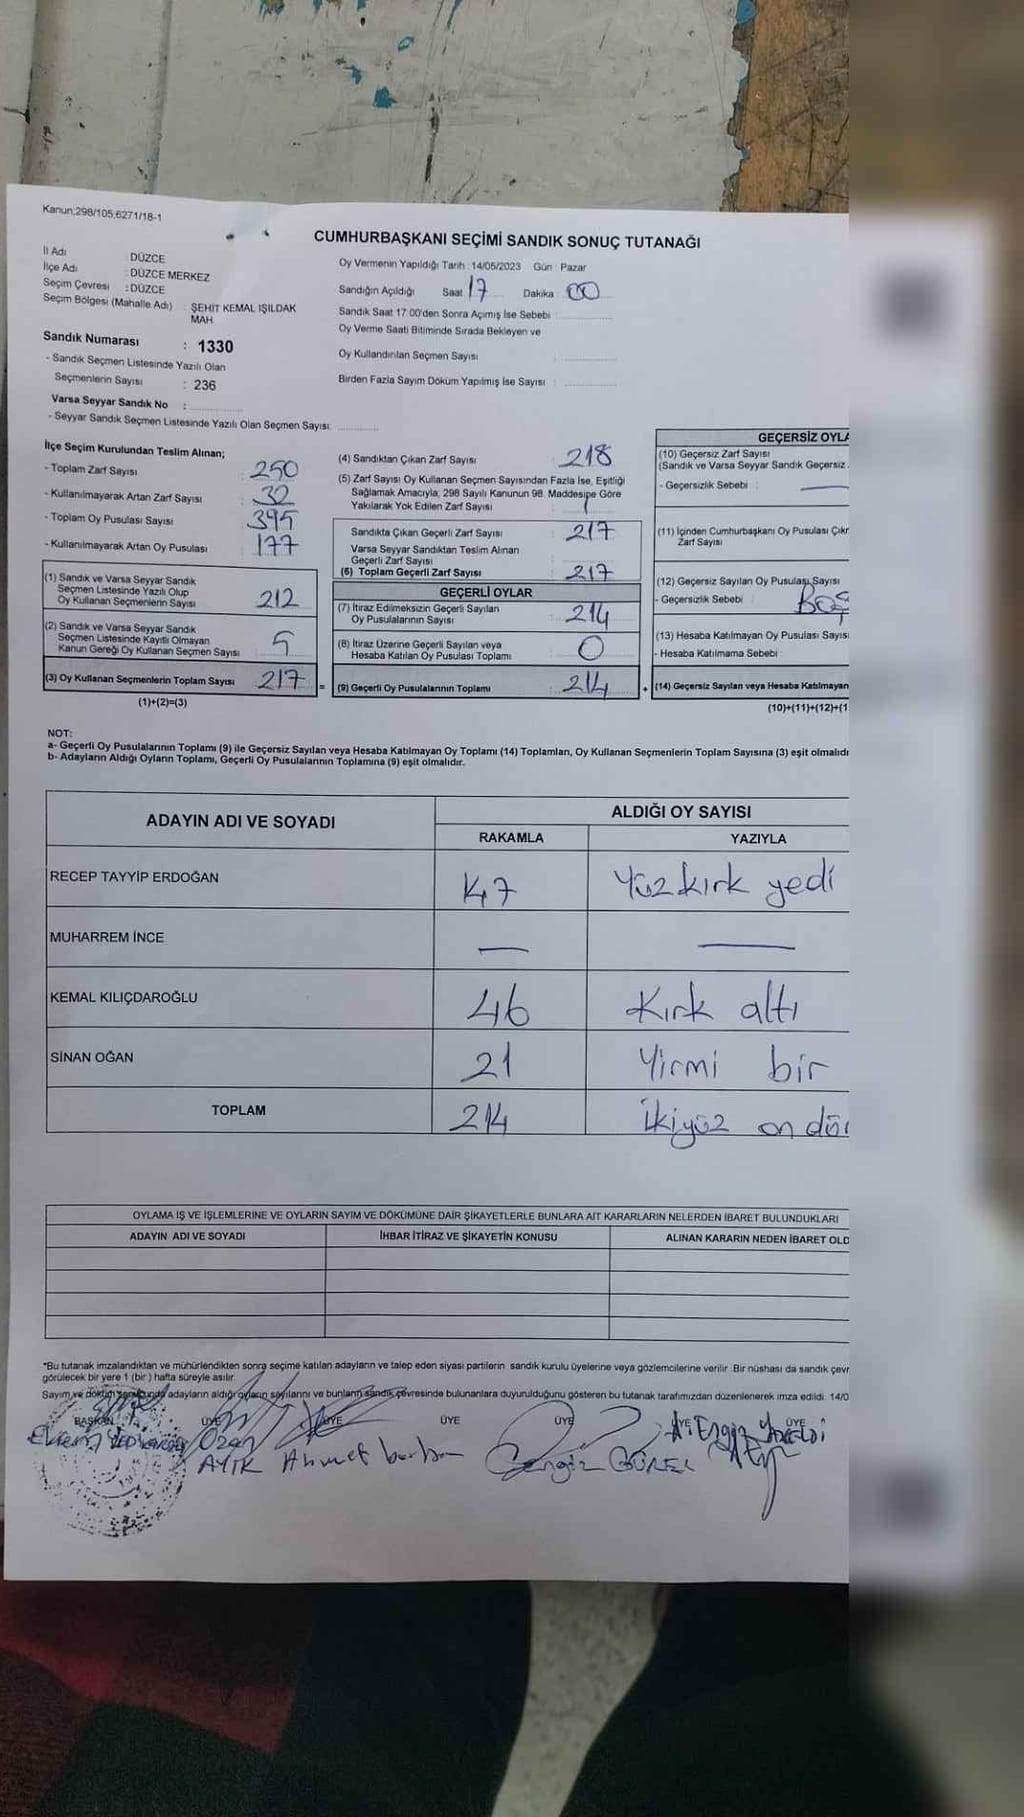 Kanun;298/105,6271/18-1
CUMHURBAŞKANI SEÇİMİ SANDIK SONUÇ TUTANAĞI
İl Adı : DÜZCE
İlçe Adı : DÜZCE MERKEZ
Seçim Çevresi : DÜZCE
Seçim Bölgesi (Mahalle Adı) : ŞEHİT KEMAL IŞILDAK
MAH.
Sandık Numarası : 1330
- Sandık Seçmen Listesinde Yazılı Olan
Seçmenlerin Sayısı : 236
Varsa Seyyar Sandık No :
- Seyyar Sandık Seçmen Listesinde Yazılı Olan Seçmen Sayısı:
Oy Vermenin Yapıldığı Tarih : 14/05/2023 Gün : Pazar
Sandığın Açıldığı Saat : 17 Dakika : 00
Sandık Saat 17:00'den Sonra Açılmış İse Sebebi :
Oy Verme Saati Bitiminde Sırada Bekleyen ve
Oy Kullandırılan Seçmen Sayısı :
Birden Fazla Sayım Döküm Yapılmış İse Sayısı :
İlçe Seçim Kurulundan Teslim Alınan;
- Toplam Zarf Sayısı : 250
- Kullanılmayarak Artan Zarf Sayısı : 32
- Toplam Oy Pusulası Sayısı : 395
- Kullanılmayarak Artan Oy Pusulası : 177
(1) Sandık ve Varsa Seyyar Sandık
Seçmen Listesinde Yazılı Olup
Oy Kullanan Seçmenlerin Sayısı : 212
(2) Sandık ve Varsa Seyyar Sandık
Seçmen Listesinde Kayıtlı Olmayan
Kanun Gereği Oy Kullanan Seçmen Sayısı : 5
(3) Oy Kullanan Seçmenlerin Toplam Sayısı : 217
(1)+(2)=(3)
(4) Sandıktan Çıkan Zarf Sayısı : 218
(5) Zarf Sayısı Oy Kullanan Seçmen Sayısından Fazla İse, Eşitliği
Sağlamak Amacıyla, 298 Sayılı Kanunun 98. Maddesine Göre
Yakılarak Yok Edilen Zarf Sayısı : 1
Sandıkta Çıkan Geçerli Zarf Sayısı : 217
Varsa Seyyar Sandıktan Teslim Alınan
Geçerli Zarf Sayısı
(6) Toplam Geçerli Zarf Sayısı : 217
GEÇERLİ OYLAR
(7) İtiraz Edilmeksizin Geçerli Sayılan
Oy Pusulalarının Sayısı : 214
(8) İtiraz Üzerine Geçerli Sayılan veya
Hesaba Katılan Oy Pusulası Toplamı : 0
(9) Geçerli Oy Pusulalarının Toplamı : 214
=
+
GEÇERSİZ OYLA
(10) Geçersiz Zarf Sayısı
(Sandık ve Varsa Seyyar Sandık Geçersiz
- Geçersizlik Sebebi : —
(11) İçinden Cumhurbaşkanı Oy Pusulası Çıkr
Zarf Sayısı
(12) Geçersiz Sayılan Oy Pusulası Sayısı
- Geçersizlik Sebebi : BOŞ
(13) Hesaba Katılmayan Oy Pusulası Sayıs
- Hesaba Katılmama Sebebi :
(14) Geçersiz Sayılan veya Hesaba Katılmayan
(10)+(11)+(12)+(1
NOT:
a- Geçerli Oy Pusulalarının Toplamı (9) ile Geçersiz Sayılan veya Hesaba Katılmayan Oy Toplamı (14) Toplamları, Oy Kullanan Seçmenlerin Toplam Sayısına (3) eşit olmalıdı
b- Adayların Aldığı Oyların Toplamı, Geçerli Oy Pusulalarının Toplamına (9) eşit olmalıdır.
ADAYIN ADI VE SOYADI
ALDIĞI OY SAYISI
RAKAMLA YAZIYLA
RECEP TAYYİP ERDOĞAN 147 Yüz kırk yedi
MUHARREM İNCE — —
KEMAL KILIÇDAROĞLU 46 Kırk altı
SİNAN OĞAN 21 Yirmi bir
TOPLAM 214 İkiyüz on dör
OYLAMA İŞ VE İŞLEMLERİNE VE OYLARIN SAYIM VE DÖKÜMÜNE DAİR ŞİKAYETLERLE BUNLARA AİT KARARLARIN NELERDEN İBARET BULUNDUKLARI
ADAYIN ADI VE SOYADI İHBAR İTİRAZ VE ŞİKAYETİN KONUSU ALINAN KARARIN NEDEN İBARET OLD
*Bu tutanak imzalandıktan ve mühürlendikten sonra seçime katılan adayların ve talep eden siyasi partilerin sandık kurulu üyelerine veya gözlemcilerine verilir. Bir nüshası da sandık çevr
görülecek bir yere 1 (bir) hafta süreyle asılır.
Sayım ve döküm sonucunda adayların aldığı oyların sayılarını ve bunların sandık çevresinde bulunanlara duyurulduğunu gösteren bu tutanak tarafımızdan düzenlenerek imza edildi. 14/0
BAŞKAN ÜYE ÜYE ÜYE ÜYE ÜYE ÜYE
Ozan
AYIK Ahmet Cengiz GÜREL